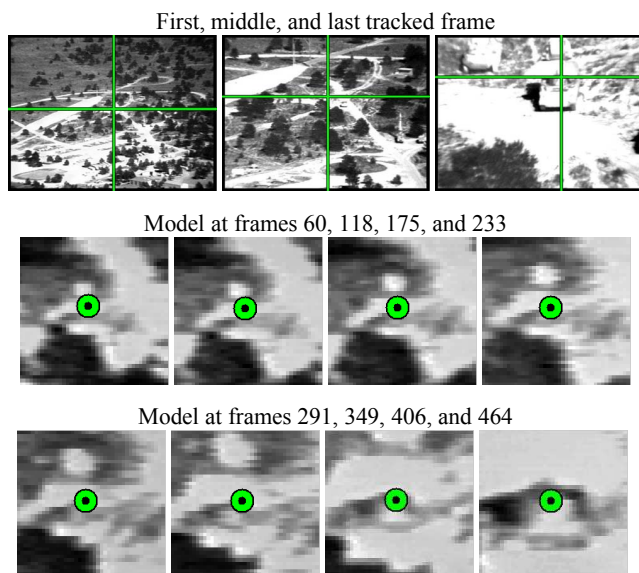 First, middle, and last tracked frame
Model at frames 60, 118, 175, and 233
Model at frames 291, 349, 406, and 464